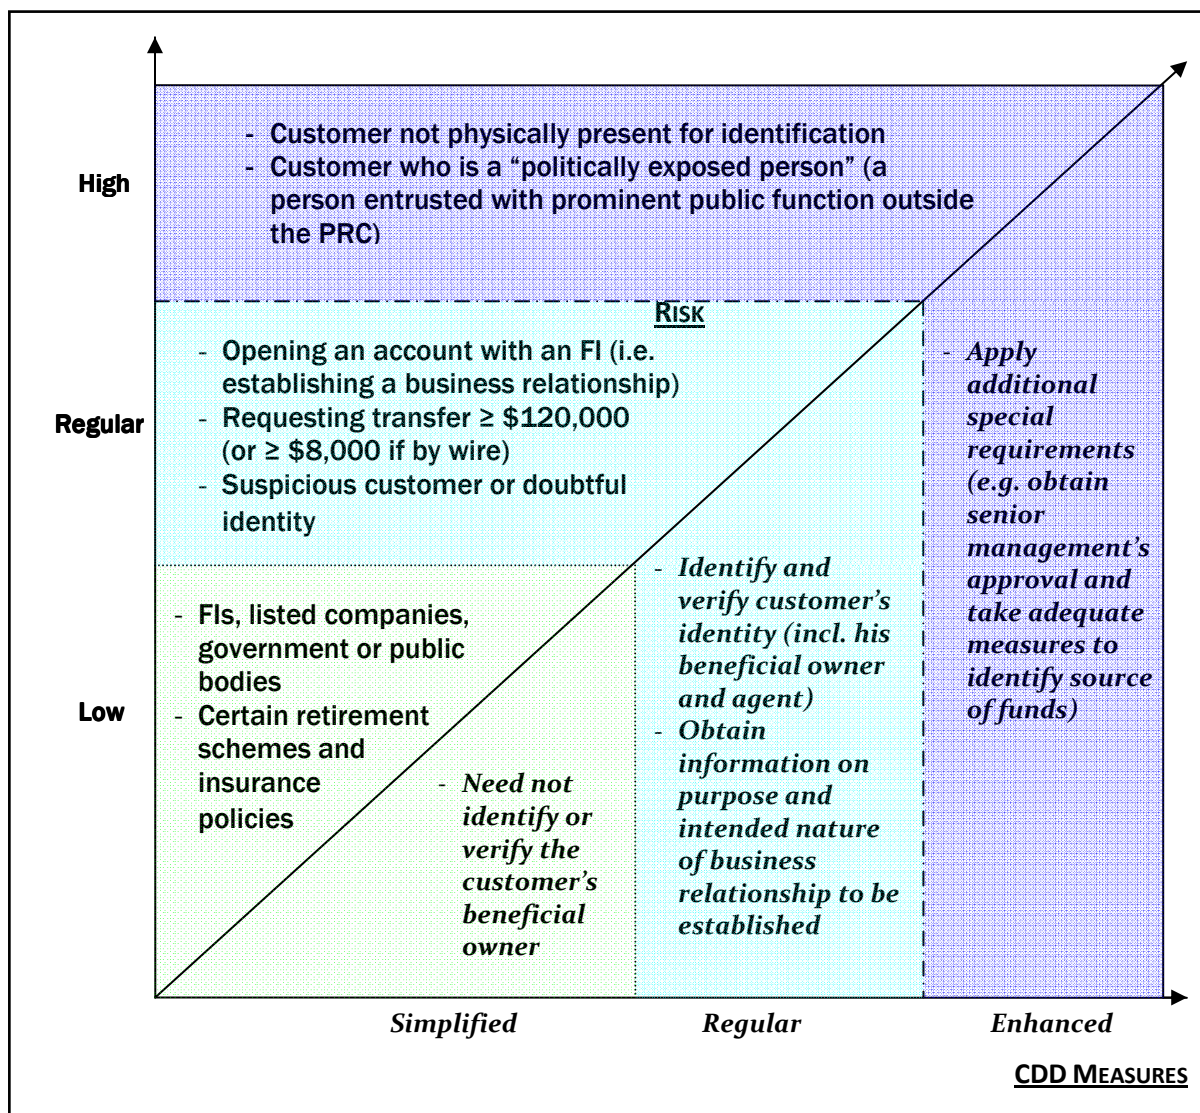 - Customer not physically present for identification
- Customer who is a “politically exposed person” (a
person entrusted with prominent public function outside
the PRC)
High
RISK
- Opening an account with an FI (i.e.
establishing a business relationship)
- Requesting transfer ≥ $120,000
(or ≥ $8,000 if by wire)
- Suspicious customer or doubtful
identity
Regular
- Apply
additional
special
requirements
(e.g. obtain
senior
management’s
approval and
take adequate
measures to
identify source
of funds)
- Identify and
verify customer’s
identity (incl. his
beneficial owner
and agent)
- Obtain
information on
purpose and
intended nature
of business
relationship to be
established
- FIs, listed companies,
government or public
bodies
- Certain retirement
schemes and
insurance
policies
Low
- Need not
identify or
verify the
customer’s
beneficial
owner
Simplified
Regular
Enhanced
CDD MEASURES